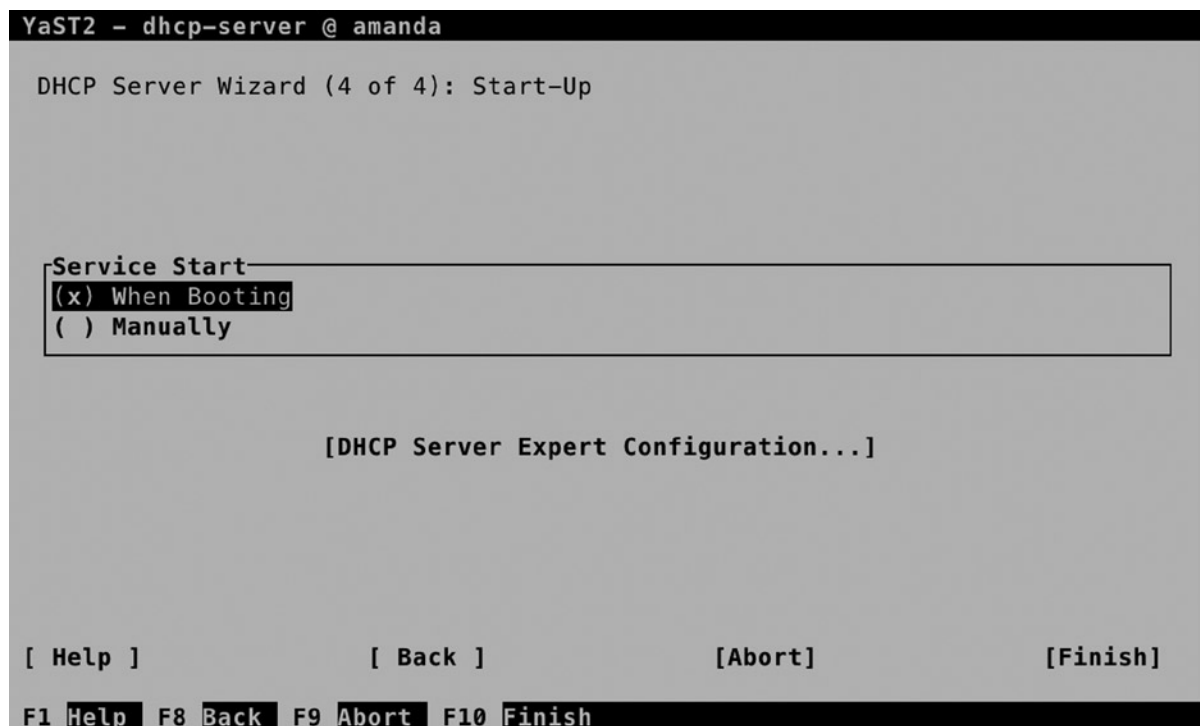 YaST2 - dhcp-server @ amanda
DHCP Server Wizard (4 of 4): Start-Up
Service Start
(x) When Booting
( ) Manually
[DHCP Server Expert Configuration...]
[ Help ] [ Back ] [Abort] [Finish]
F1 Help F8 Back F9 Abort F10 Finish